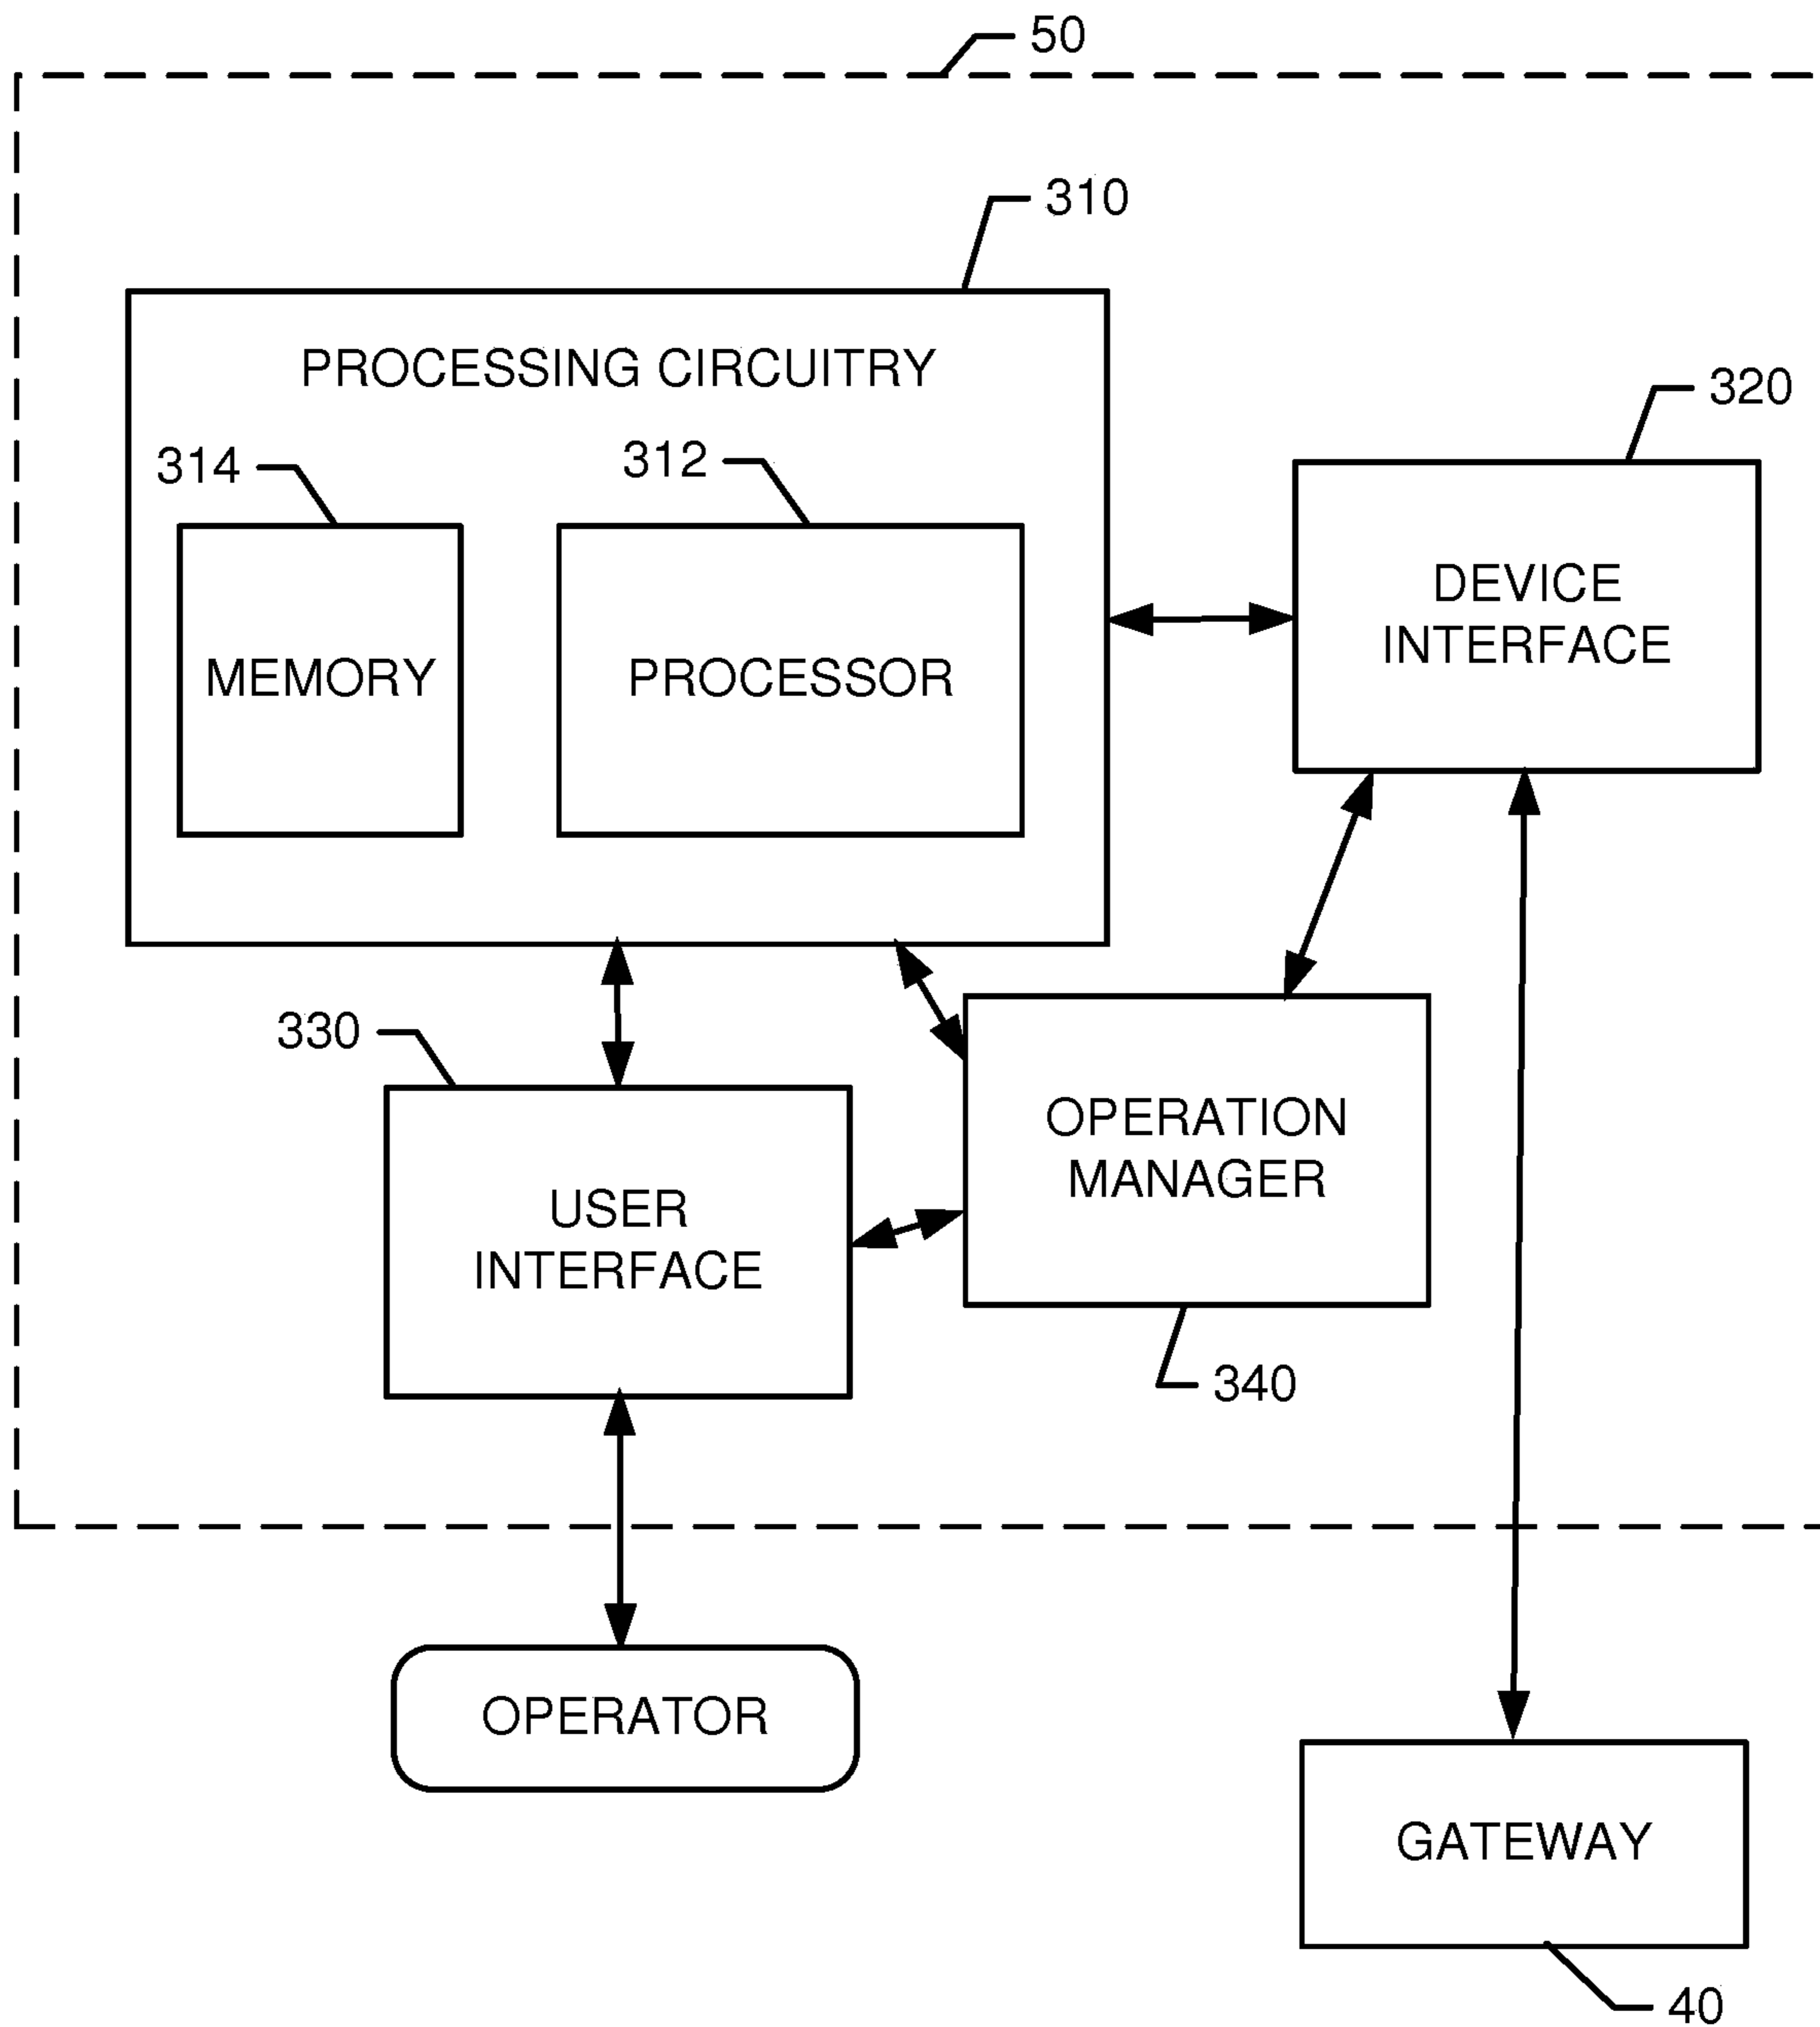 50
310
PROCESSING CIRCUITRY
320
314
312
DEVICE
INTERFACE
MEMORY
PROCESSOR
330
OPERATION
MANAGER
USER
INTERFACE
340
OPERATOR
GATEWAY
40